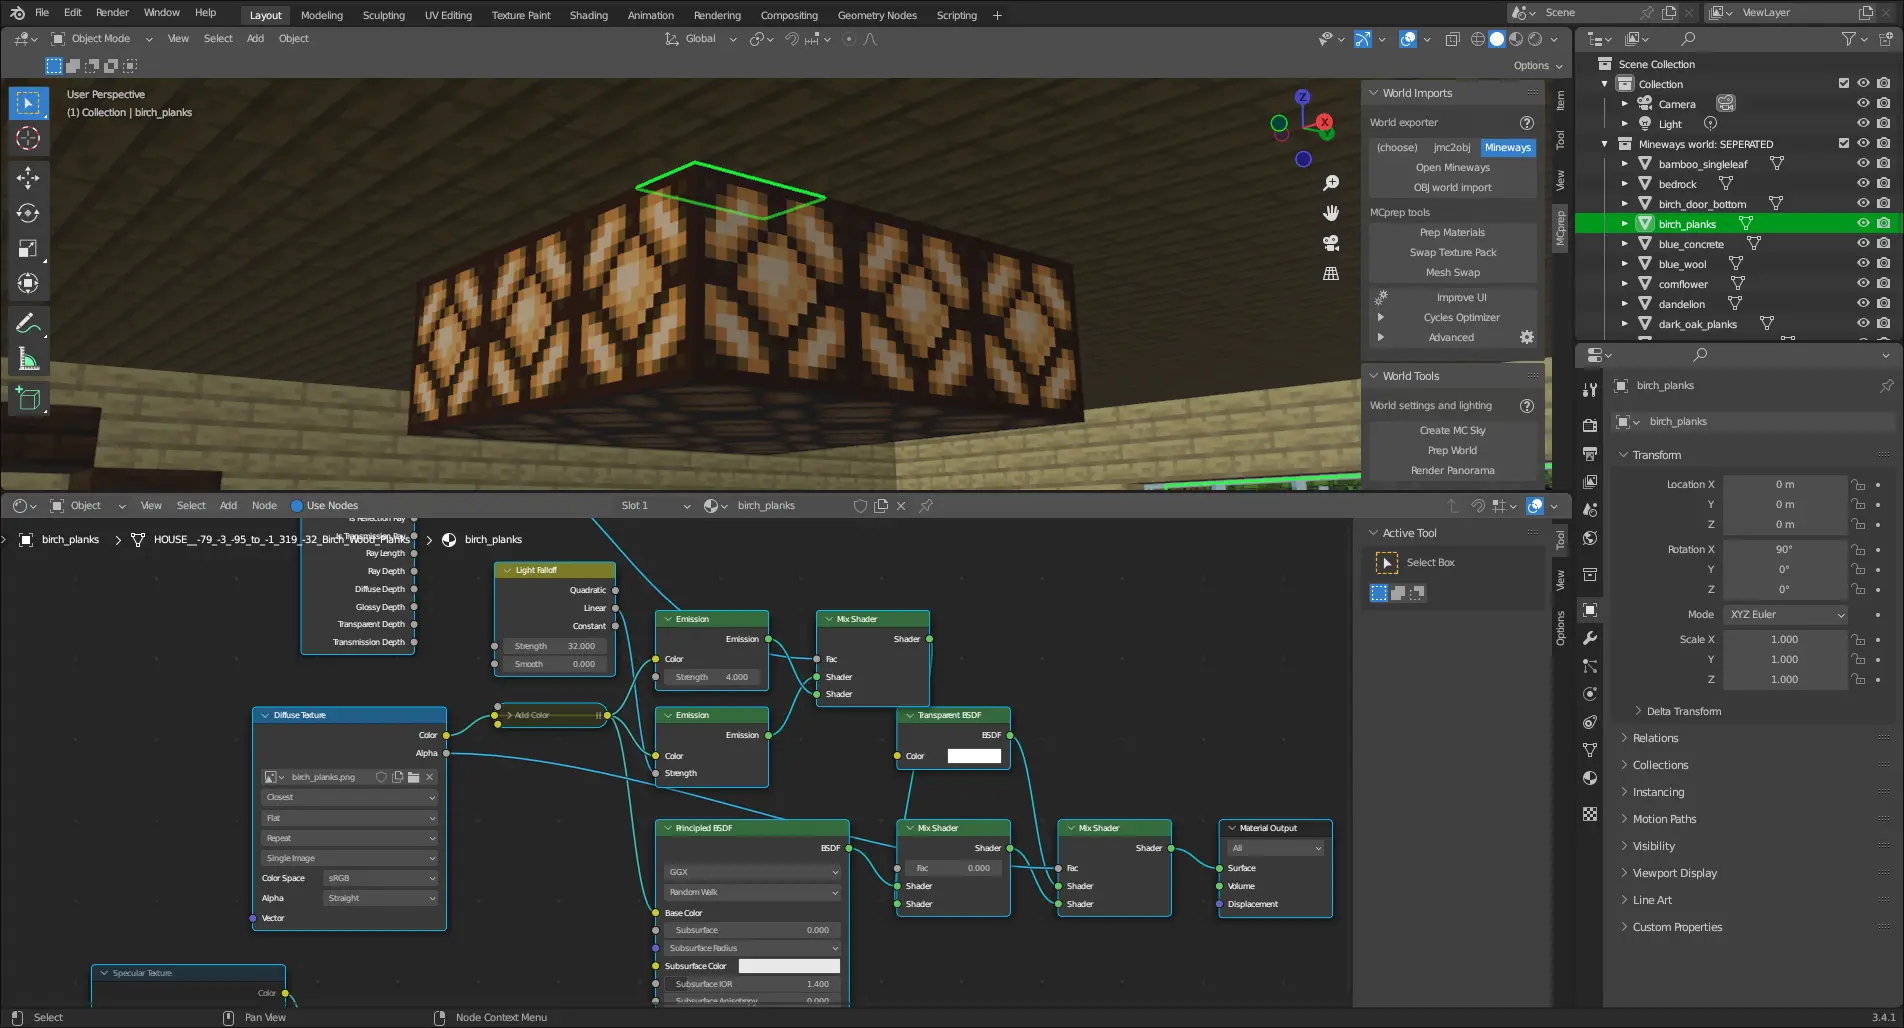 File Edit Render Window Help Layout Modeling Sculpting UV Editing Texture Paint Shading Animation Rendering Compositing Geometry Nodes Scripting + Scene ViewLayer
Object Mode View Select Add Object Global
Options
User Perspective
(1) Collection | birch_planks
X
Y
Z
World Imports
World exporter
(choose) jmc2obj Mineways
Open Mineways
OBJ world import
MCprep tools
Prep Materials
Swap Texture Pack
Mesh Swap
Improve UI
Cycles Optimizer
Advanced
World Tools
World settings and lighting
Create MC Sky
Prep World
Render Panorama
Item
Tool
View
MCprep
Scene Collection
Collection
Camera
Light
Mineways world: SEPERATED
bamboo_singleleaf
bedrock
birch_door_bottom
birch_planks
blue_concrete
blue_wool
cornflower
dandelion
dark_oak_planks
birch_planks
birch_planks
Transform
Location X 0 m
Y 0 m
Z 0 m
Rotation X 90°
Y 0°
Z 0°
Mode XYZ Euler
Scale X 1.000
Y 1.000
Z 1.000
Delta Transform
Relations
Collections
Instancing
Motion Paths
Visibility
Viewport Display
Line Art
Custom Properties
Object View Select Add Node Use Nodes Slot 1 birch_planks
Is Reflection Ray
birch_planks > HOUSE__-79_-3_-95_to_-1_319_-32_Birch_Wood_Planks > birch_planks
Is Transmission Ray
Ray Length
Ray Depth
Diffuse Depth
Glossy Depth
Transparent Depth
Transmission Depth
Light Falloff
Quadratic
Linear
Constant
Strength 32.000
Smooth 0.000
Emission
Emission
Color
Strength 4.000
Mix Shader
Shader
Fac
Shader
Shader
Add Color
Emission
Emission
Color
Strength
Transparent BSDF
BSDF
Color
Diffuse Texture
Color
Alpha
birch_planks.png
Closest
Flat
Repeat
Single Image
Color Space sRGB
Alpha Straight
Vector
Principled BSDF
BSDF
GGX
Random Walk
Base Color
Subsurface 0.000
Subsurface Radius
Subsurface Color
Subsurface IOR 1.400
Subsurface Anisotropy 0.000
Mix Shader
Shader
Fac 0.000
Shader
Shader
Mix Shader
Shader
Fac
Shader
Shader
Material Output
All
Surface
Volume
Displacement
Specular Texture
Color
Active Tool
Select Box
Tool
View
Options
Select Pan View Node Context Menu 3.4.1